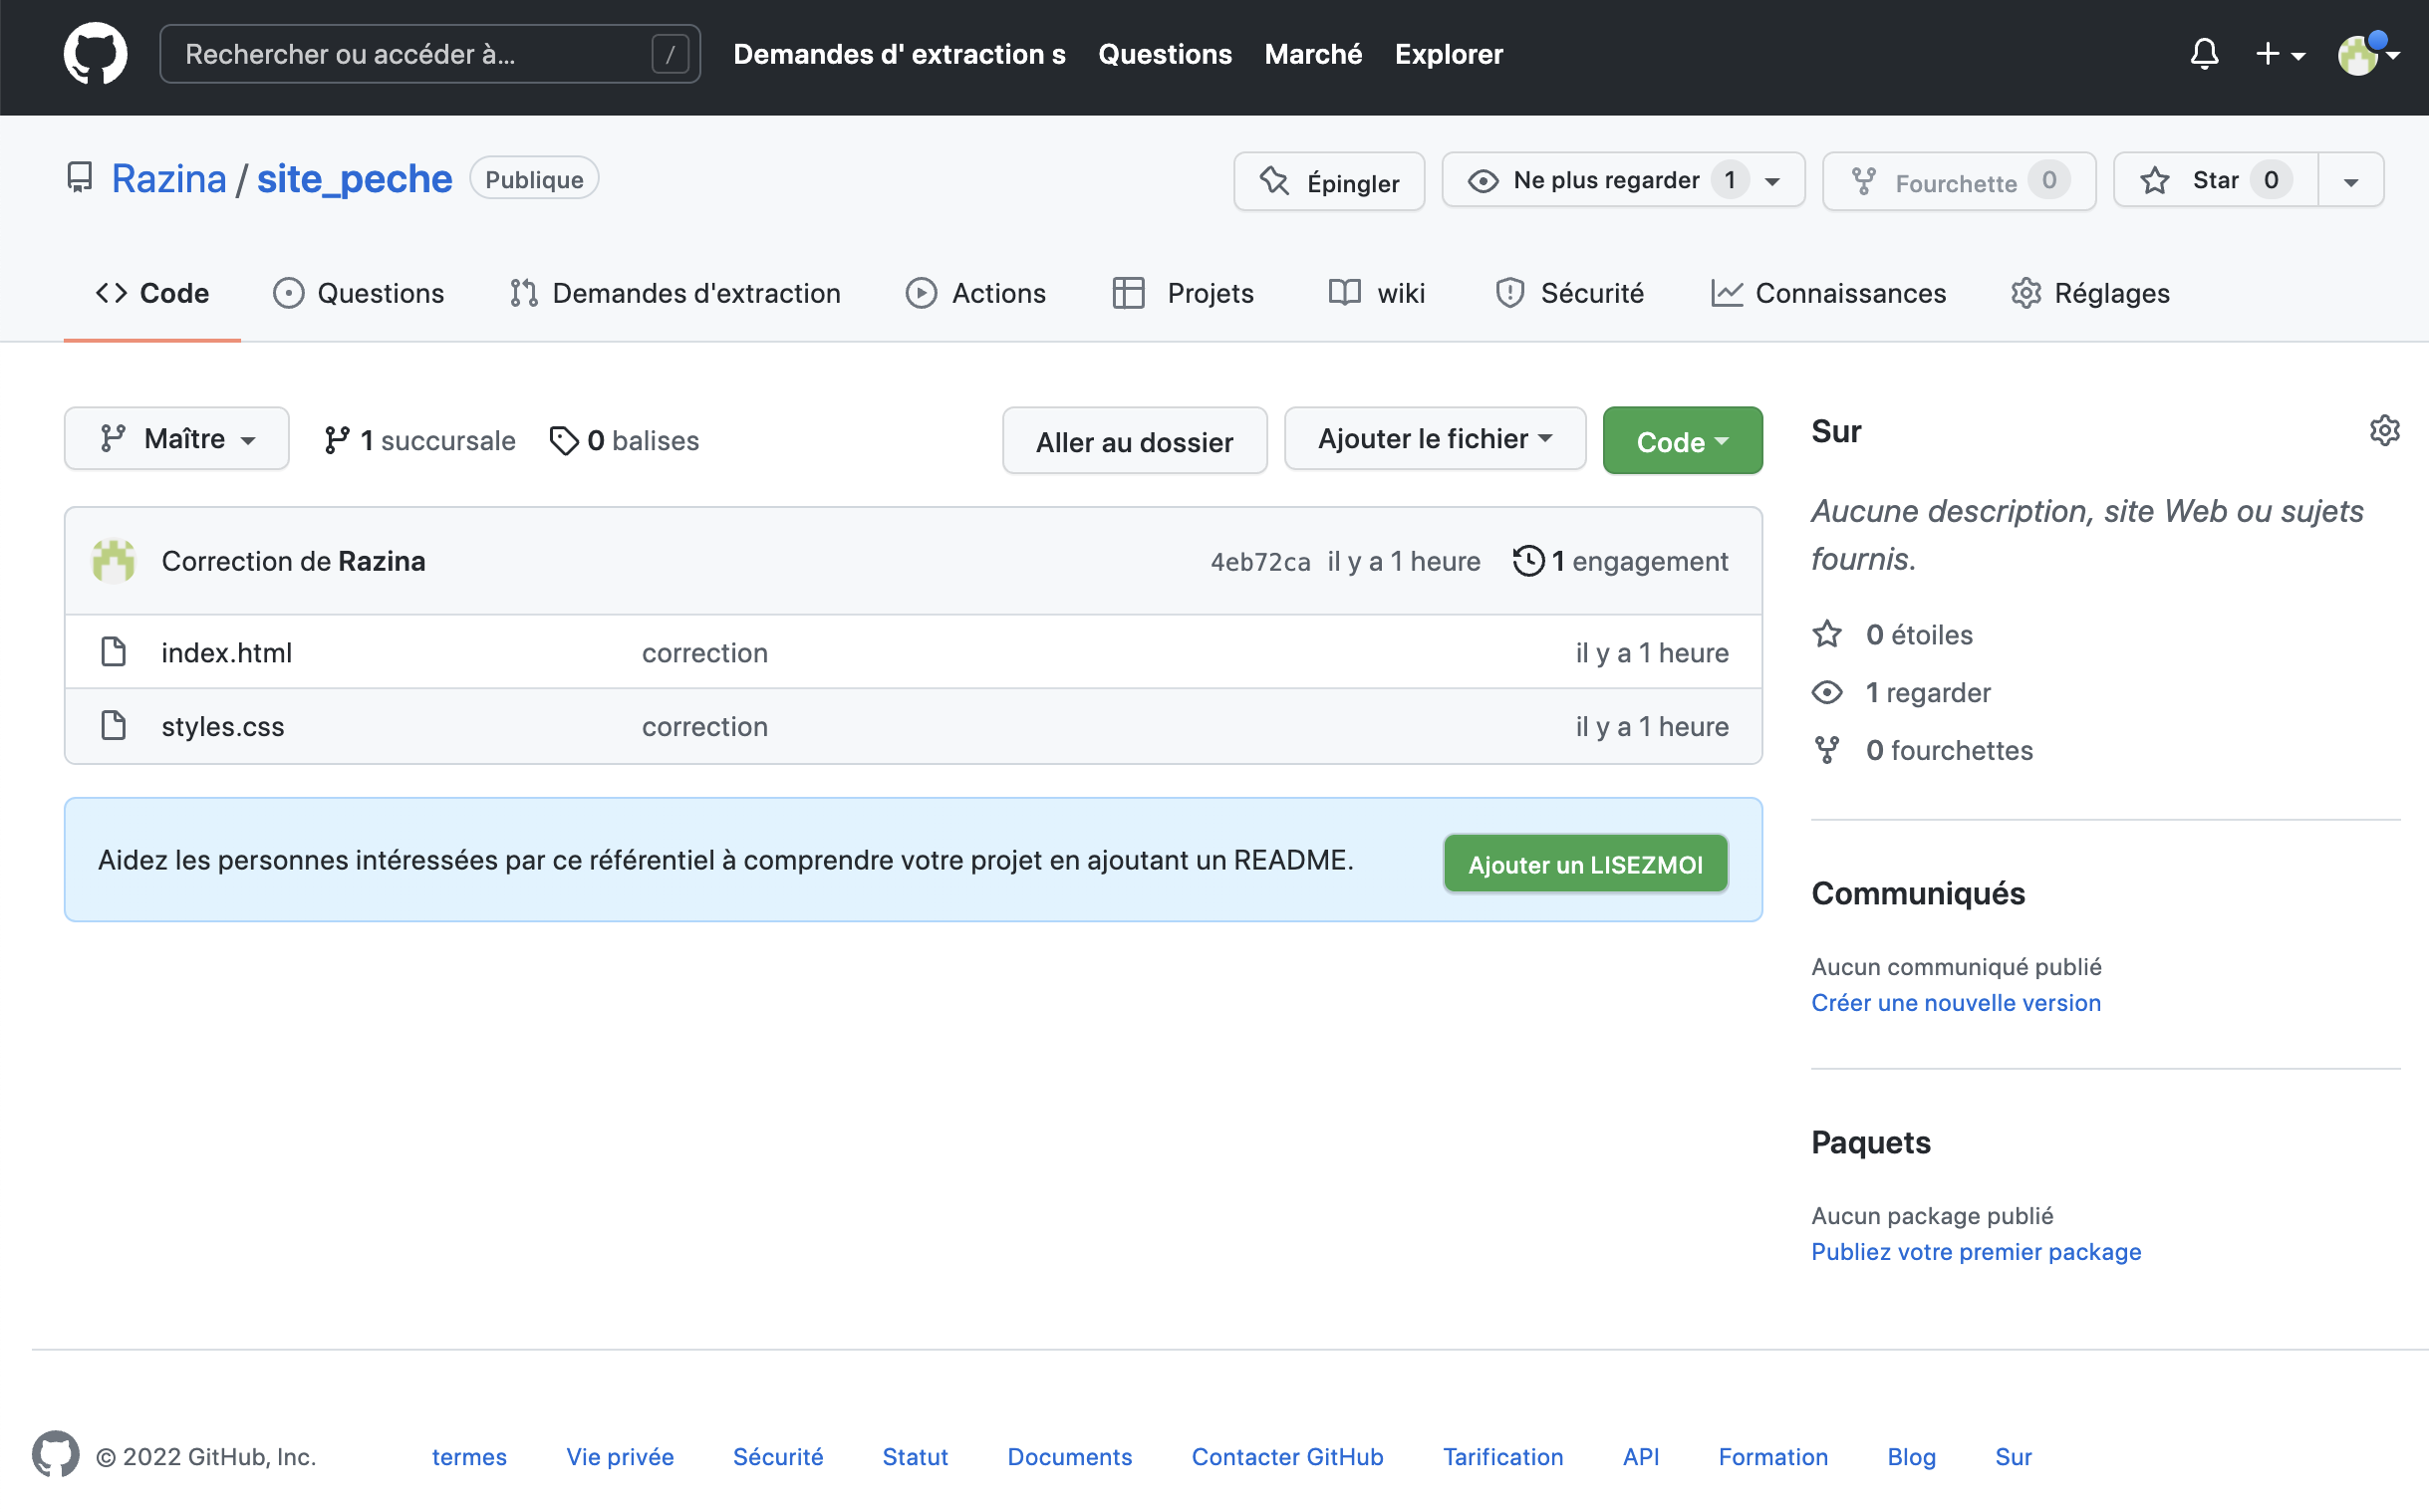 Rechercher ou accéder à... / Demandes d' extraction s Questions Marché Explorer
Razina / site_peche Publique Épingler Ne plus regarder 1 Fourchette 0 Star 0
Code Questions Demandes d'extraction Actions Projets wiki Sécurité Connaissances Réglages
Maître 1 succursale 0 balises Aller au dossier Ajouter le fichier Code
Correction de Razina 4eb72ca il y a 1 heure 1 engagement
index.html correction il y a 1 heure
styles.css correction il y a 1 heure
Aidez les personnes intéressées par ce référentiel à comprendre votre projet en ajoutant un README. Ajouter un LISEZMOI
Sur
Aucune description, site Web ou sujets
fournis.
0 étoiles
1 regarder
0 fourchettes
Communiqués
Aucun communiqué publié
Créer une nouvelle version
Paquets
Aucun package publié
Publiez votre premier package
© 2022 GitHub, Inc. termes Vie privée Sécurité Statut Documents Contacter GitHub Tarification API Formation Blog Sur